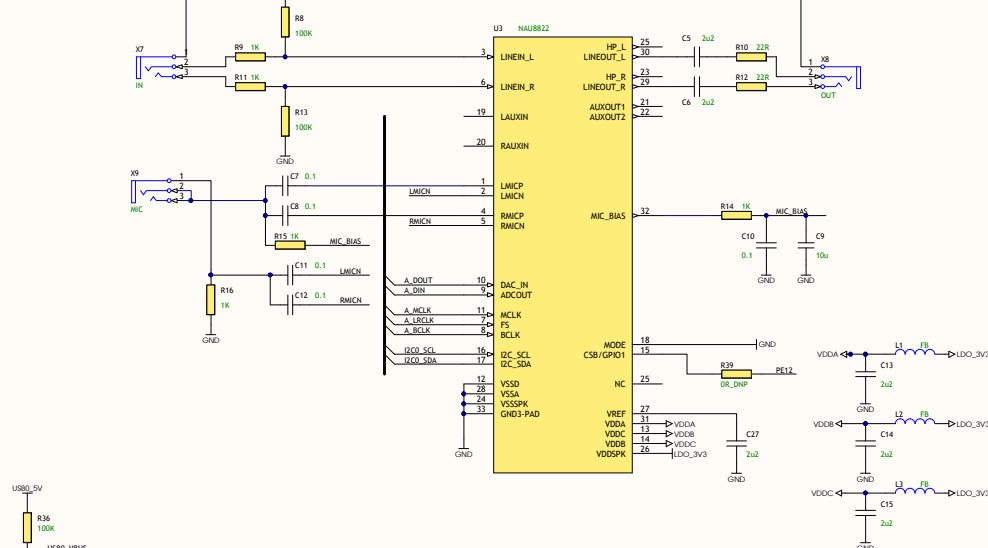 R8
100K
U3 NAU8822
X7
1
2
3
IN
R9 1K
3 LINEIN_L
HP_L 25
LINEOUT_L 30
C5 2u2
R10 22R
X8
1
2
3
OUT
R11 1K
6 LINEIN_R
HP_R 23
LINEOUT_R 29
C6 2u2
R12 22R
R13
100K
GND
19 LAUXIN
AUXOUT1 21
AUXOUT2 22
20 RAUXIN
X9
1
2
3
MIC
C7 0.1
1 LMICP
LMICN 2 LMICN
C8 0.1
4 RMICP
RMICN 5 RMICN
MIC_BIAS 32
R14 1K
MIC_BIAS
R15 1K MIC_BIAS
C10
0.1
GND
C9
10u
GND
C11 0.1 LMICN
C12 0.1 RMICN
R16
1K
GND
A_DOUT 10 DAC_IN
A_DIN 9 ADCOUT
A_MCLK 11 MCLK
A_LRCLK 7 FS
A_BCLK 8 BCLK
I2C0_SCL 16 I2C_SCL
I2C0_SDA 17 I2C_SDA
MODE 18 GND
CSB/GPIO1 15
R39
0R_DNP
PE12
12 VSSD
28 VSSA
24 VSSSPK
33 GND3-PAD
GND
NC 25
VREF 27
VDDA 31 VDDA
VDDC 13 VDDB
VDDB 14 VDDC
VDDSPK 26 LDO_3V3
C27
2u2
GND
VDDA L1 FB LDO_3V3
C13
2u2
GND
VDDB L2 FB LDO_3V3
C14
2u2
GND
VDDC L3 FB LDO_3V3
C15
2u2
GND
USB0_5V
R36
100K
USB0_VBUS